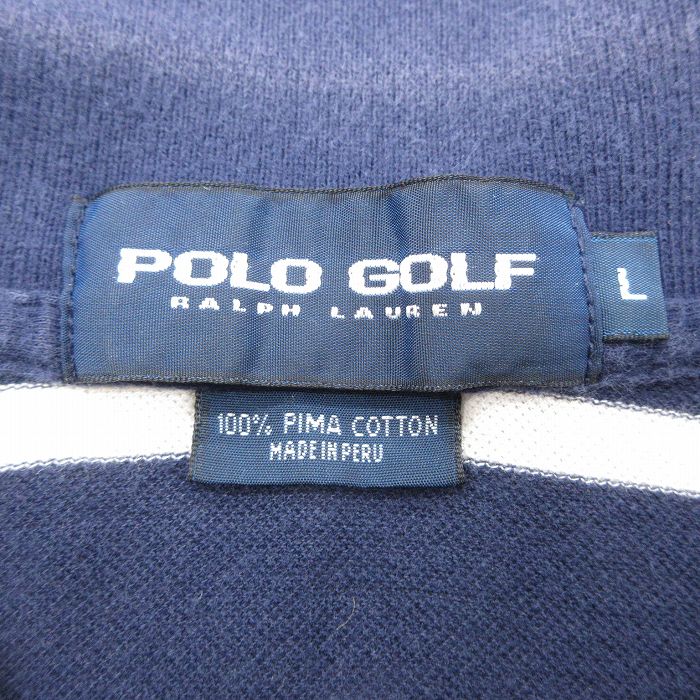 POLO GOLF
RALPH LAUREN
L
100% PIMA COTTON
MADE IN PERU